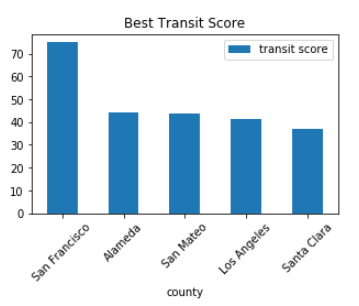 Best Transit Score
transit score
70
60
50
40
30
20
10
0
San Francisco
Alameda
San Mateo
Los Angeles
Santa Clara
county